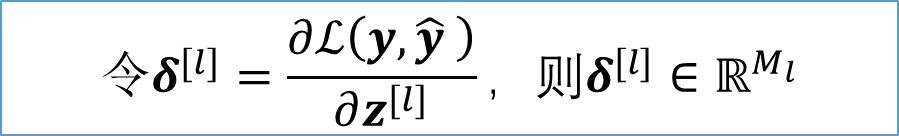 令𝜹^[l] = ∂ℒ(𝒚, 𝒚̂) / ∂𝒛^[l] , 则𝜹^[l] ∈ ℝ^{M_l}